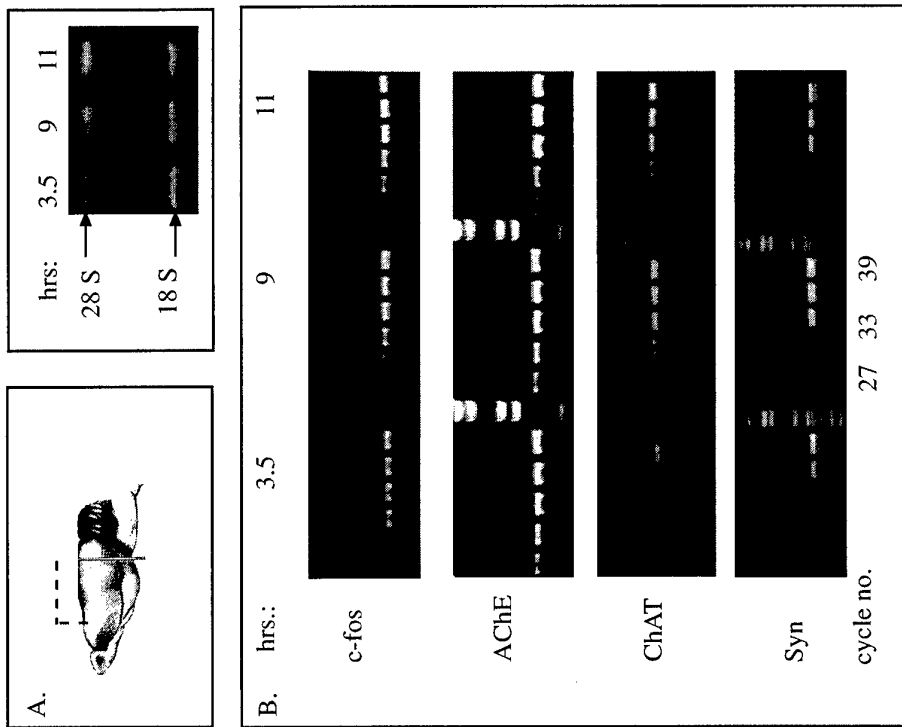 A.
hrs: 3.5 9 11
28 S
18 S
B.
hrs.: 3.5 9 11
c-fos
AChE
ChAT
Syn
cycle no. 27 33 39